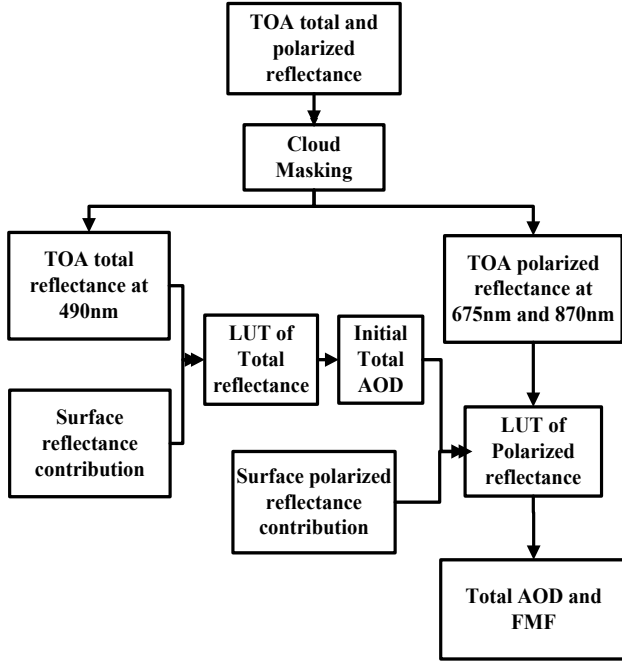 TOA total and
polarized
reflectance
Cloud
Masking
TOA total
reflectance at
490nm
TOA polarized
reflectance at
675nm and 870nm
LUT of
Total
reflectance
Initial
Total
AOD
Surface
reflectance
contribution
Surface polarized
reflectance
contribution
LUT of
Polarized
reflectance
Total AOD and
FMF